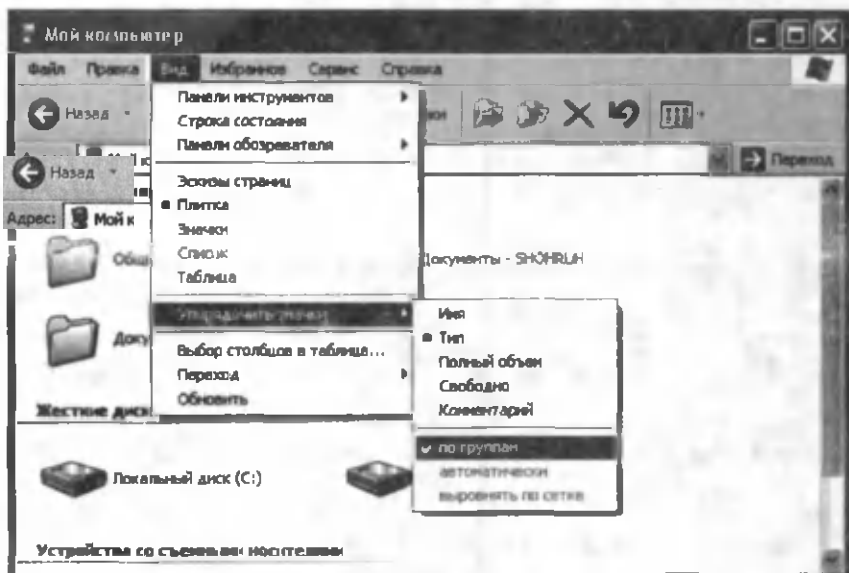 Мой компьютер
Файл Правка Вид Избранное Сервис Справка
Назад
Переход
Назад
Адрес: Мой к
Панели инструментов
Строка состояния
Панели обозревателя
Эскизы страниц
Плитка
Значки
Список
Таблица
Упорядочить значки
Выбор столбцов в таблице...
Переход
Обновить
Имя
Тип
Полный объем
Свободно
Комментарий
по группам
автоматически
выровнять по сетке
Общ
Документы - SHOHRUH
Доку
Жесткие диск
Локальный диск (C:)
Устройства со съемными носителями